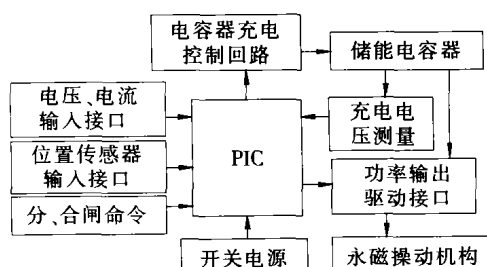 电容器充电
控制回路
储能电容器
电压、电流
输入接口
充电电
压测量
位置传感器
输入接口
PIC
功率输出
驱动接口
分、合闸命令
开关电源
永磁操动机构